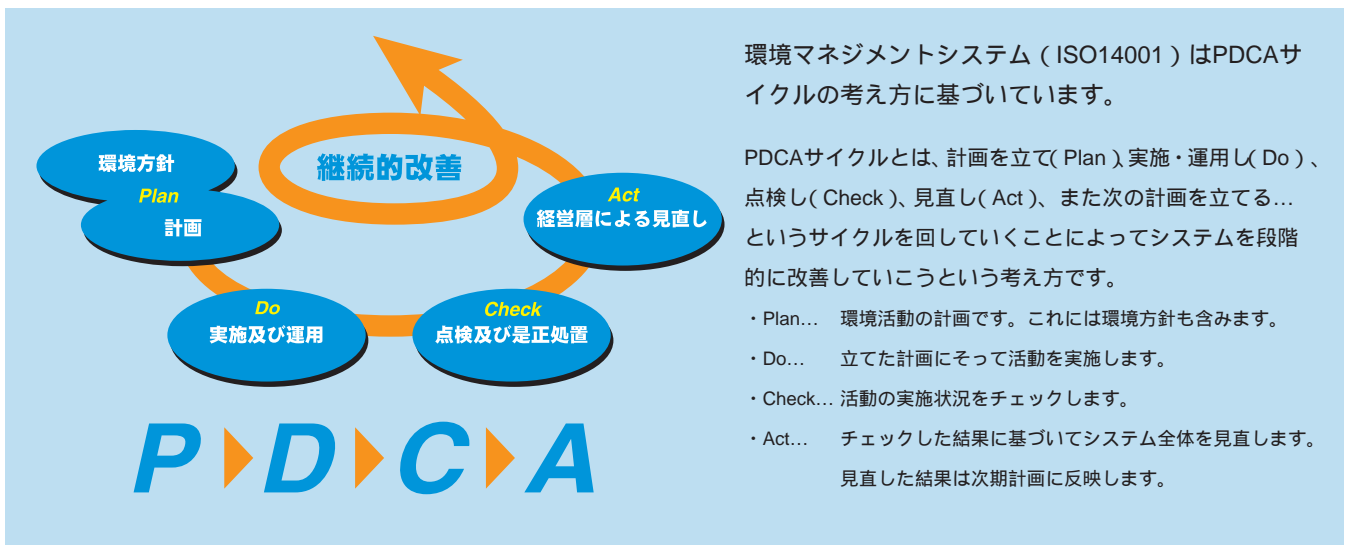 継続的改善
環境方針
Plan
計画
Do
実施及び運用
Check
点検及び是正処置
Act
経営層による見直し
P D C A
環境マネジメントシステム(ISO14001)はPDCAサ
イクルの考え方に基づいています。
PDCAサイクルとは、計画を立て(Plan)、実施・運用し(Do)、
点検し(Check)、見直し(Act)、また次の計画を立てる…
というサイクルを回していくことによってシステムを段階
的に改善していこうという考え方です。
・Plan… 環境活動の計画です。これには環境方針も含みます。
・Do… 立てた計画にそって活動を実施します。
・Check… 活動の実施状況をチェックします。
・Act… チェックした結果に基づいてシステム全体を見直します。
見直した結果は次期計画に反映します。